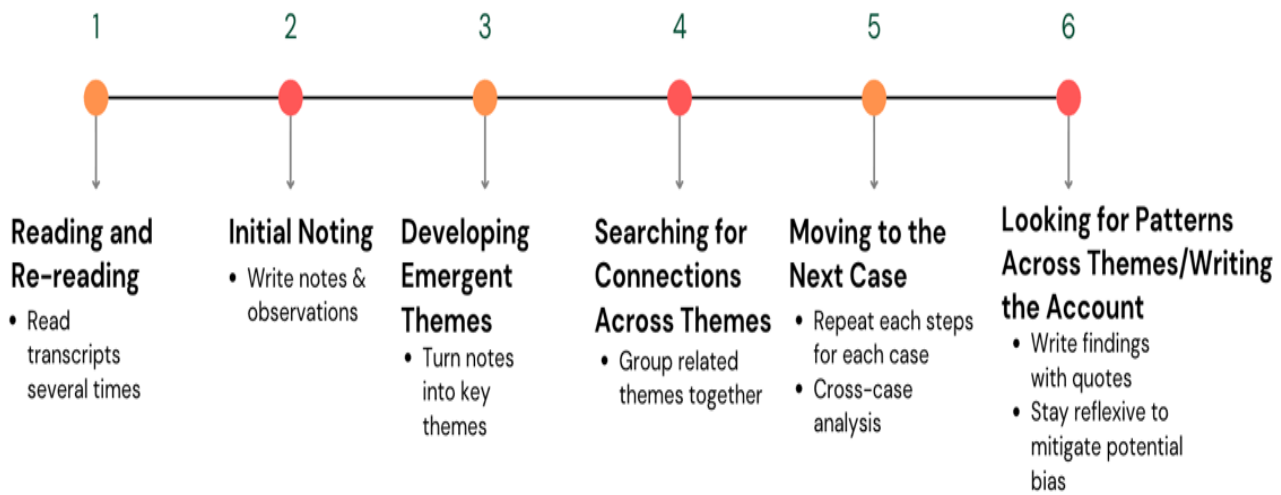 1
2
3
4
5
6
Reading and
Re-reading
• Read
transcripts
several times
Initial Noting
• Write notes &
observations
Developing
Emergent
Themes
• Turn notes
into key
themes
Searching for
Connections
Across Themes
• Group related
themes together
Moving to the
Next Case
• Repeat each steps
for each case
• Cross-case
analysis
Looking for Patterns
Across Themes/Writing
the Account
• Write findings
with quotes
• Stay reflexive to
mitigate potential
bias